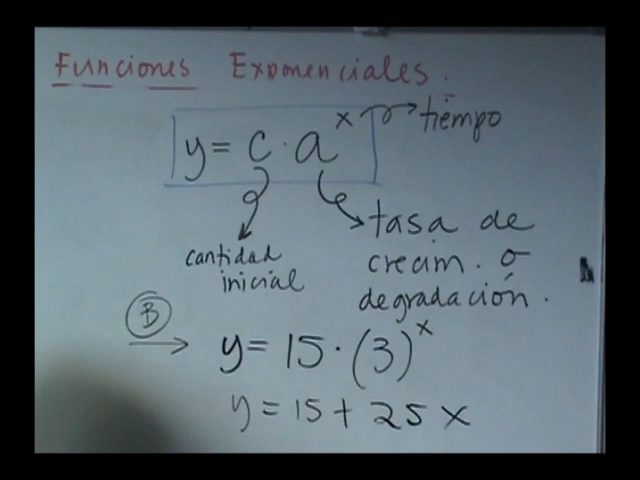 Funciones Exponenciales.
y = c · a^x → tiempo
cantidad inicial
tasa de
crecim. ó
degradación.
B → y = 15 · (3)^x
y = 15 + 25 x